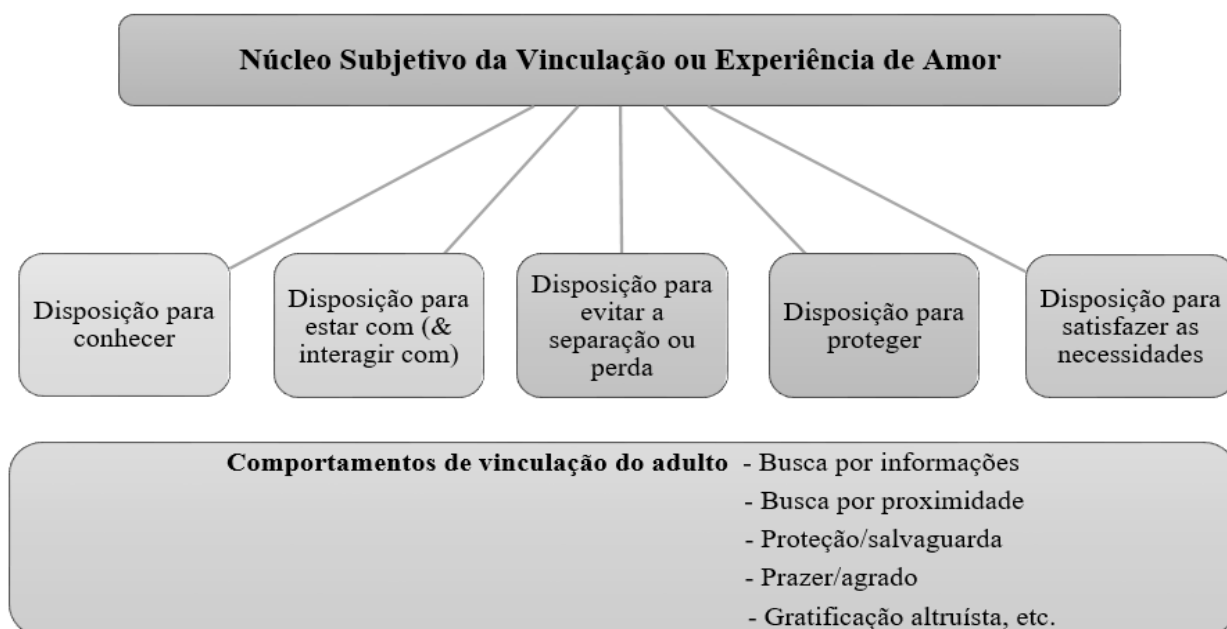 Núcleo Subjetivo da Vinculação ou Experiência de Amor
Disposição para
conhecer
Disposição para
estar com (&
interagir com)
Disposição para
evitar a
separação ou
perda
Disposição para
proteger
Disposição para
satisfazer as
necessidades
Comportamentos de vinculação do adulto - Busca por informações
- Busca por proximidade
- Proteção/salvaguarda
- Prazer/agrado
- Gratificação altruísta, etc.